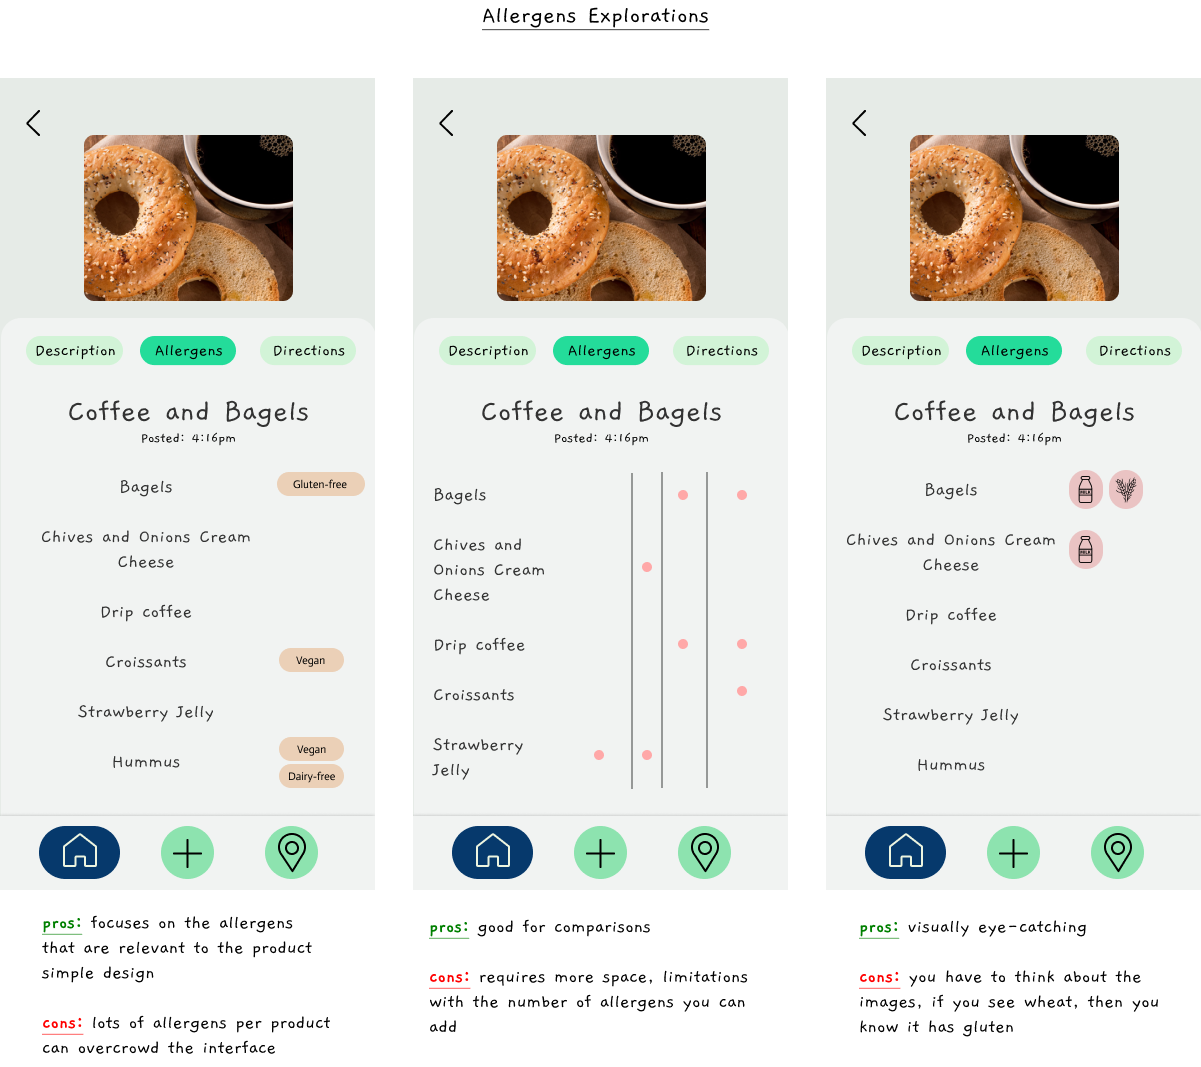 Allergens Explorations
Description
Allergens
Directions
Coffee and Bagels
Posted: 4:16pm
Bagels
Gluten-free
Chives and Onions Cream
Cheese
Drip coffee
Croissants
Vegan
Strawberry Jelly
Hummus
Vegan
Dairy-free
pros: focuses on the allergens
that are relevant to the product
simple design
cons: lots of allergens per product
can overcrowd the interface
Description
Allergens
Directions
Coffee and Bagels
Posted: 4:16pm
Bagels
Chives and
Onions Cream
Cheese
Drip coffee
Croissants
Strawberry
Jelly
pros: good for comparisons
cons: requires more space, limitations
with the number of allergens you can
add
Description
Allergens
Directions
Coffee and Bagels
Posted: 4:16pm
Bagels
MILK
Chives and Onions Cream
Cheese
MILK
Drip coffee
Croissants
Strawberry Jelly
Hummus
pros: visually eye-catching
cons: you have to think about the
images, if you see wheat, then you
know it has gluten